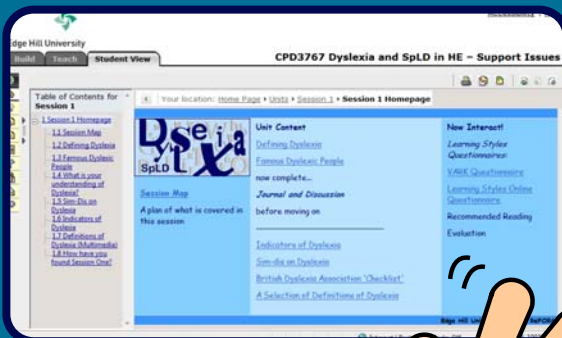 Edge Hill University
Build Teach Student View
CPD3767 Dyslexia and SpLD in HE – Support Issues
Table of Contents for
Session 1
Your location: Home Page › Units › Session 1 › Session 1 Homepage
1 Session 1 Homepage
1.1 Session Map
1.2 Defining Dyslexia
1.3 Famous Dyslexic
People
1.4 What is your
understanding of
Dyslexia?
1.5 Sim-Dis on
Dyslexia
1.6 Indicators of
Dyslexia
1.7 Definitions of
Dyslexia (Multimedia)
1.8 How have you
found Session One?
SpLD
Session Map
A plan of what is covered in
this session
Unit Content
Defining Dyslexia
Famous Dyslexic People
now complete...
Journal and Discussion
before moving on
Indicators of Dyslexia
Sim-dis on Dyslexia
British Dyslexia Association 'Checklist'
A Selection of Definitions of Dyslexia
Now Interact!
Learning Styles
Questionnaires:
VARK Questionnaire
Learning Styles Online
Questionnaire
Recommended Reading
Evaluation
Edge Hill